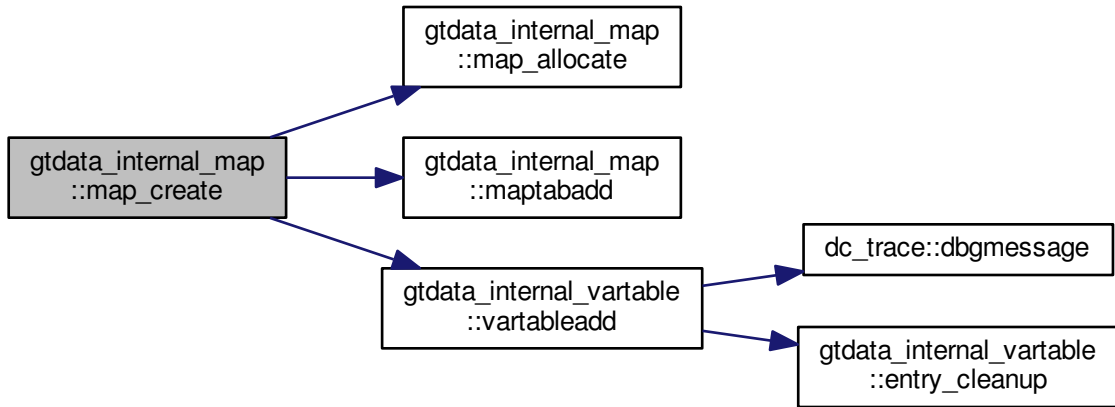 gtdata_internal_map
::map_allocate
gtdata_internal_map
::map_create
gtdata_internal_map
::maptabadd
gtdata_internal_vartable
::vartableadd
dc_trace::dbgmessage
gtdata_internal_vartable
::entry_cleanup